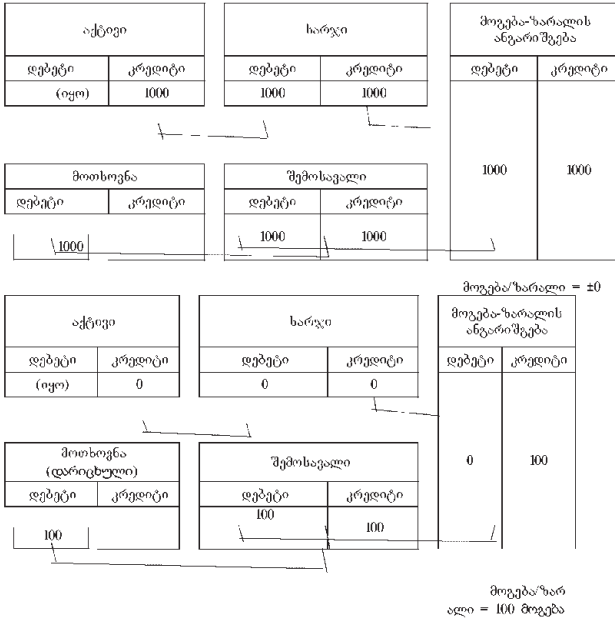 აქტივი ხარჯი მოგება-ზარალის
ანგარიშგება
დებეტი კრედიტი დებეტი კრედიტი დებეტი კრედიტი
(იყო) 1000 1000 1000
1000 1000
მოთხოვნა შემოსავალი
დებეტი კრედიტი დებეტი კრედიტი
1000 1000 1000
მოგება/ზარალი = ±0
აქტივი ხარჯი მოგება-ზარალის
ანგარიშგება
დებეტი კრედიტი დებეტი კრედიტი დებეტი კრედიტი
(იყო) 0 0 0
მოთხოვნა
(დარიცხული) შემოსავალი 0 100
დებეტი კრედიტი დებეტი კრედიტი
100 100 100
მოგება/ზარ
ალი = 100 მოგება